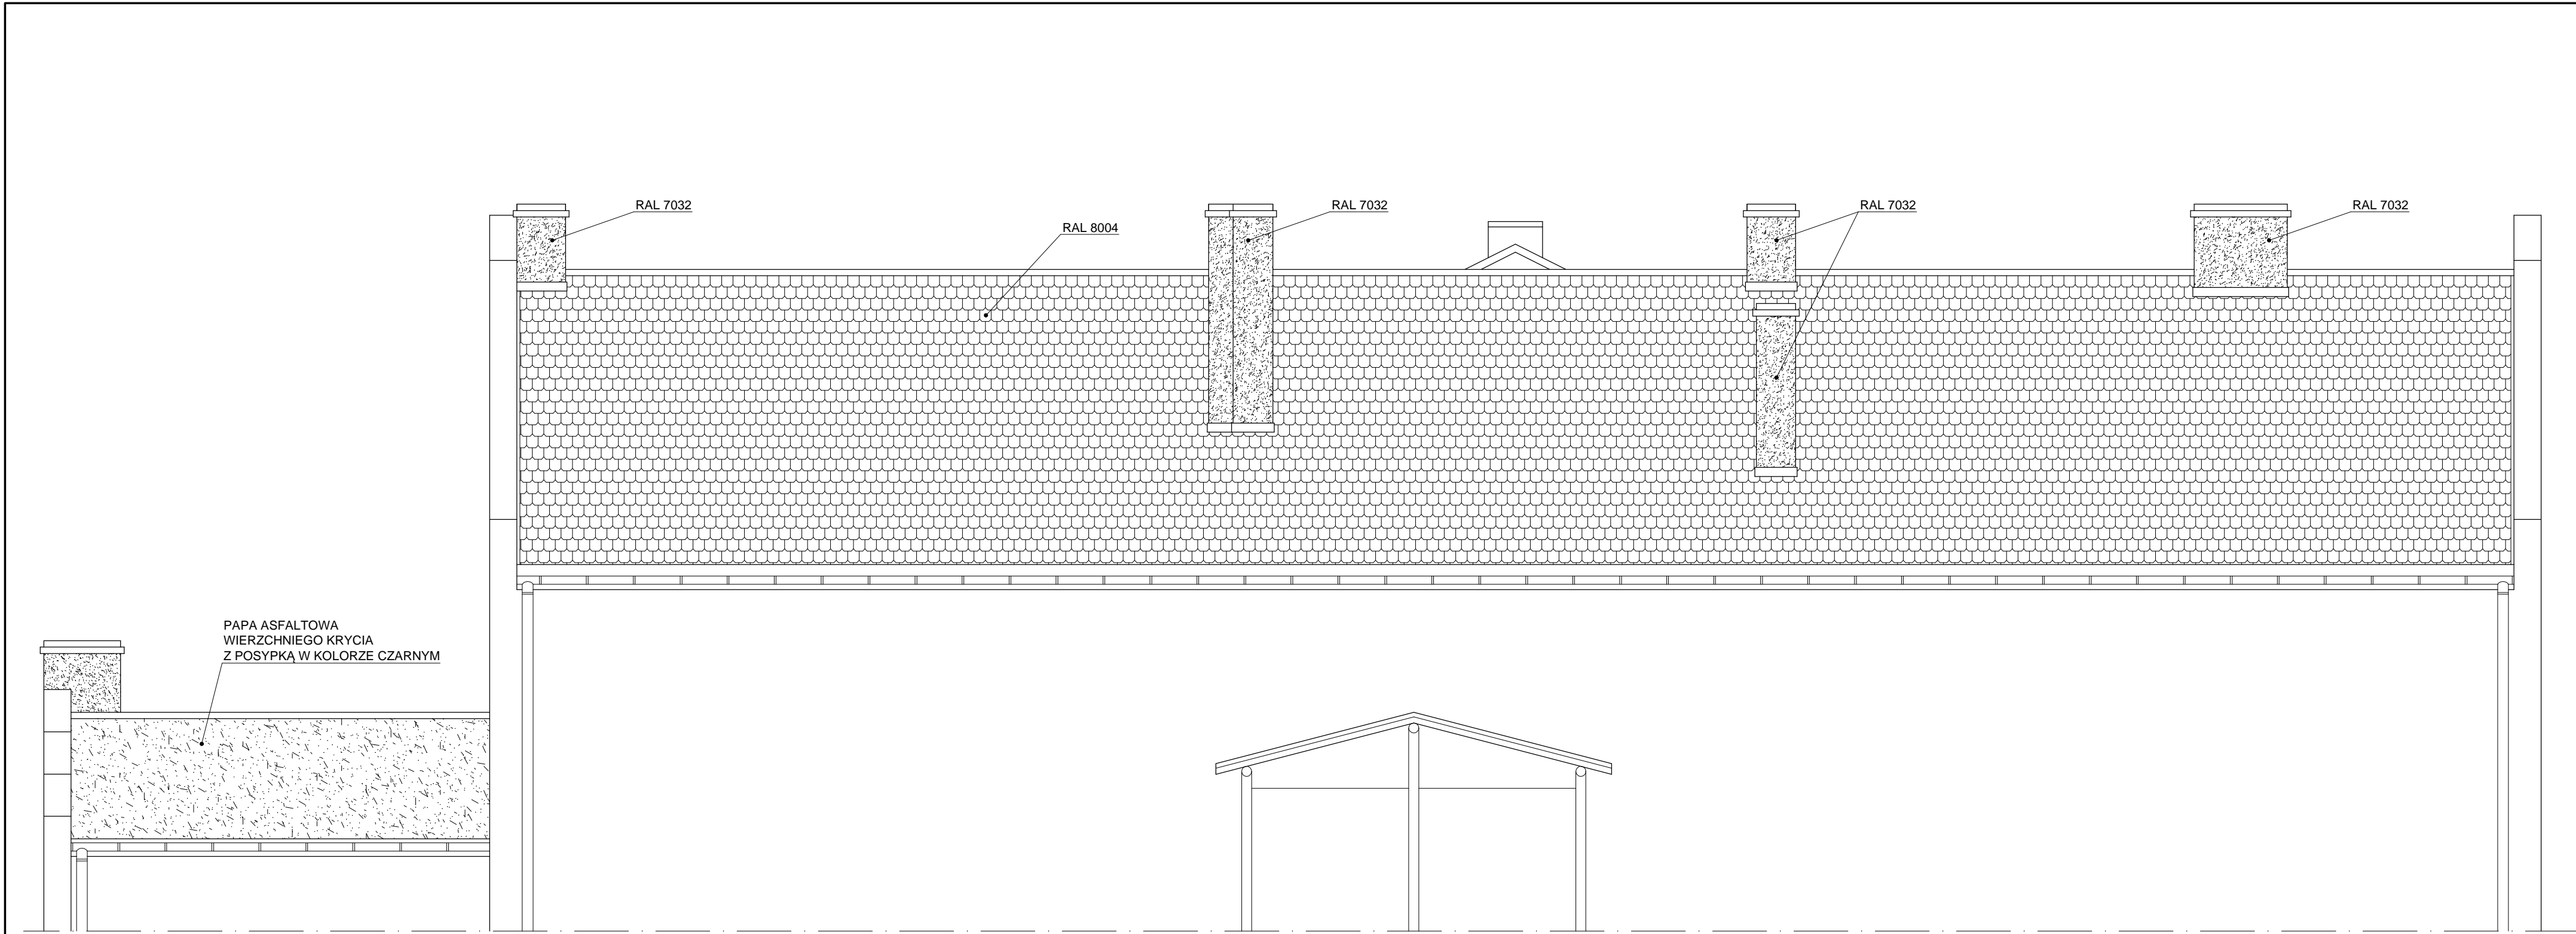 RAL 7032
RAL 8004
RAL 7032
RAL 7032
RAL 7032
PAPA ASFALTOWA
WIERZCHNIEGO KRYCIA
Z POSYPKĄ W KOLORZE CZARNYM